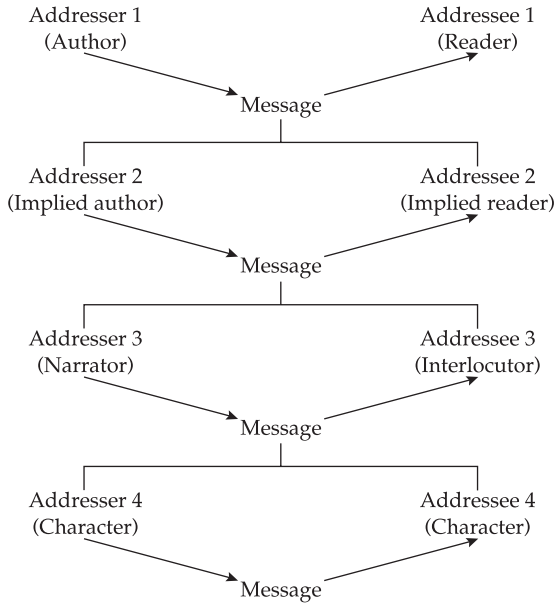 Addresser 1
(Author)
Addressee 1
(Reader)
Message
Addresser 2
(Implied author)
Addressee 2
(Implied reader)
Message
Addresser 3
(Narrator)
Addressee 3
(Interlocutor)
Message
Addresser 4
(Character)
Addressee 4
(Character)
Message